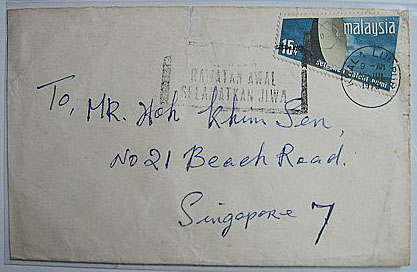 malaysia
15¢
RAWATAN AWAL
SELAMATKAN JIWA
To, MR. Hoh Khim Sen,
No 21 Beach Road.
Singapore 7